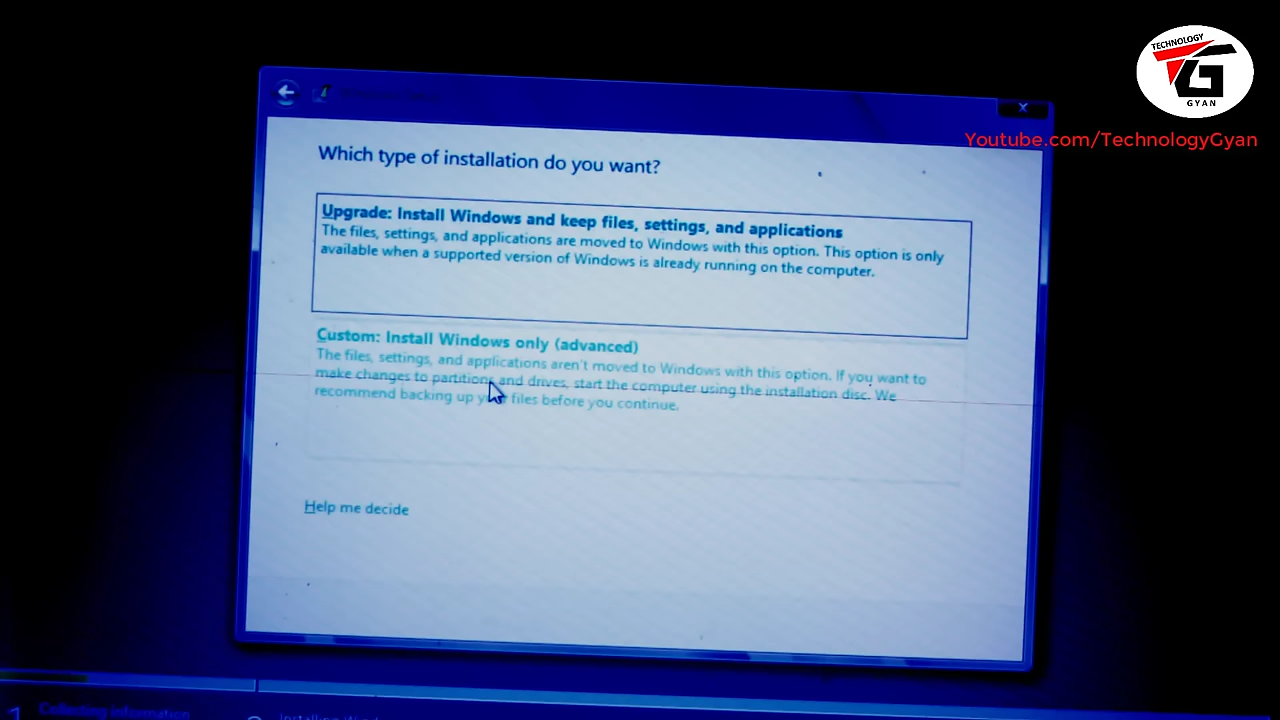 TECHNOLOGY
TG
GYAN
Youtube.com/TechnologyGyan
Which type of installation do you want?
Upgrade: Install Windows and keep files, settings, and applications
The files, settings, and applications are moved to Windows with this option. This option is only
available when a supported version of Windows is already running on the computer.
Custom: Install Windows only (advanced)
The files, settings, and applications aren't moved to Windows with this option. If you want to
make changes to partitions and drives, start the computer using the installation disc. We
recommend backing up your files before you continue.
Help me decide
1 Collecting information
Installing